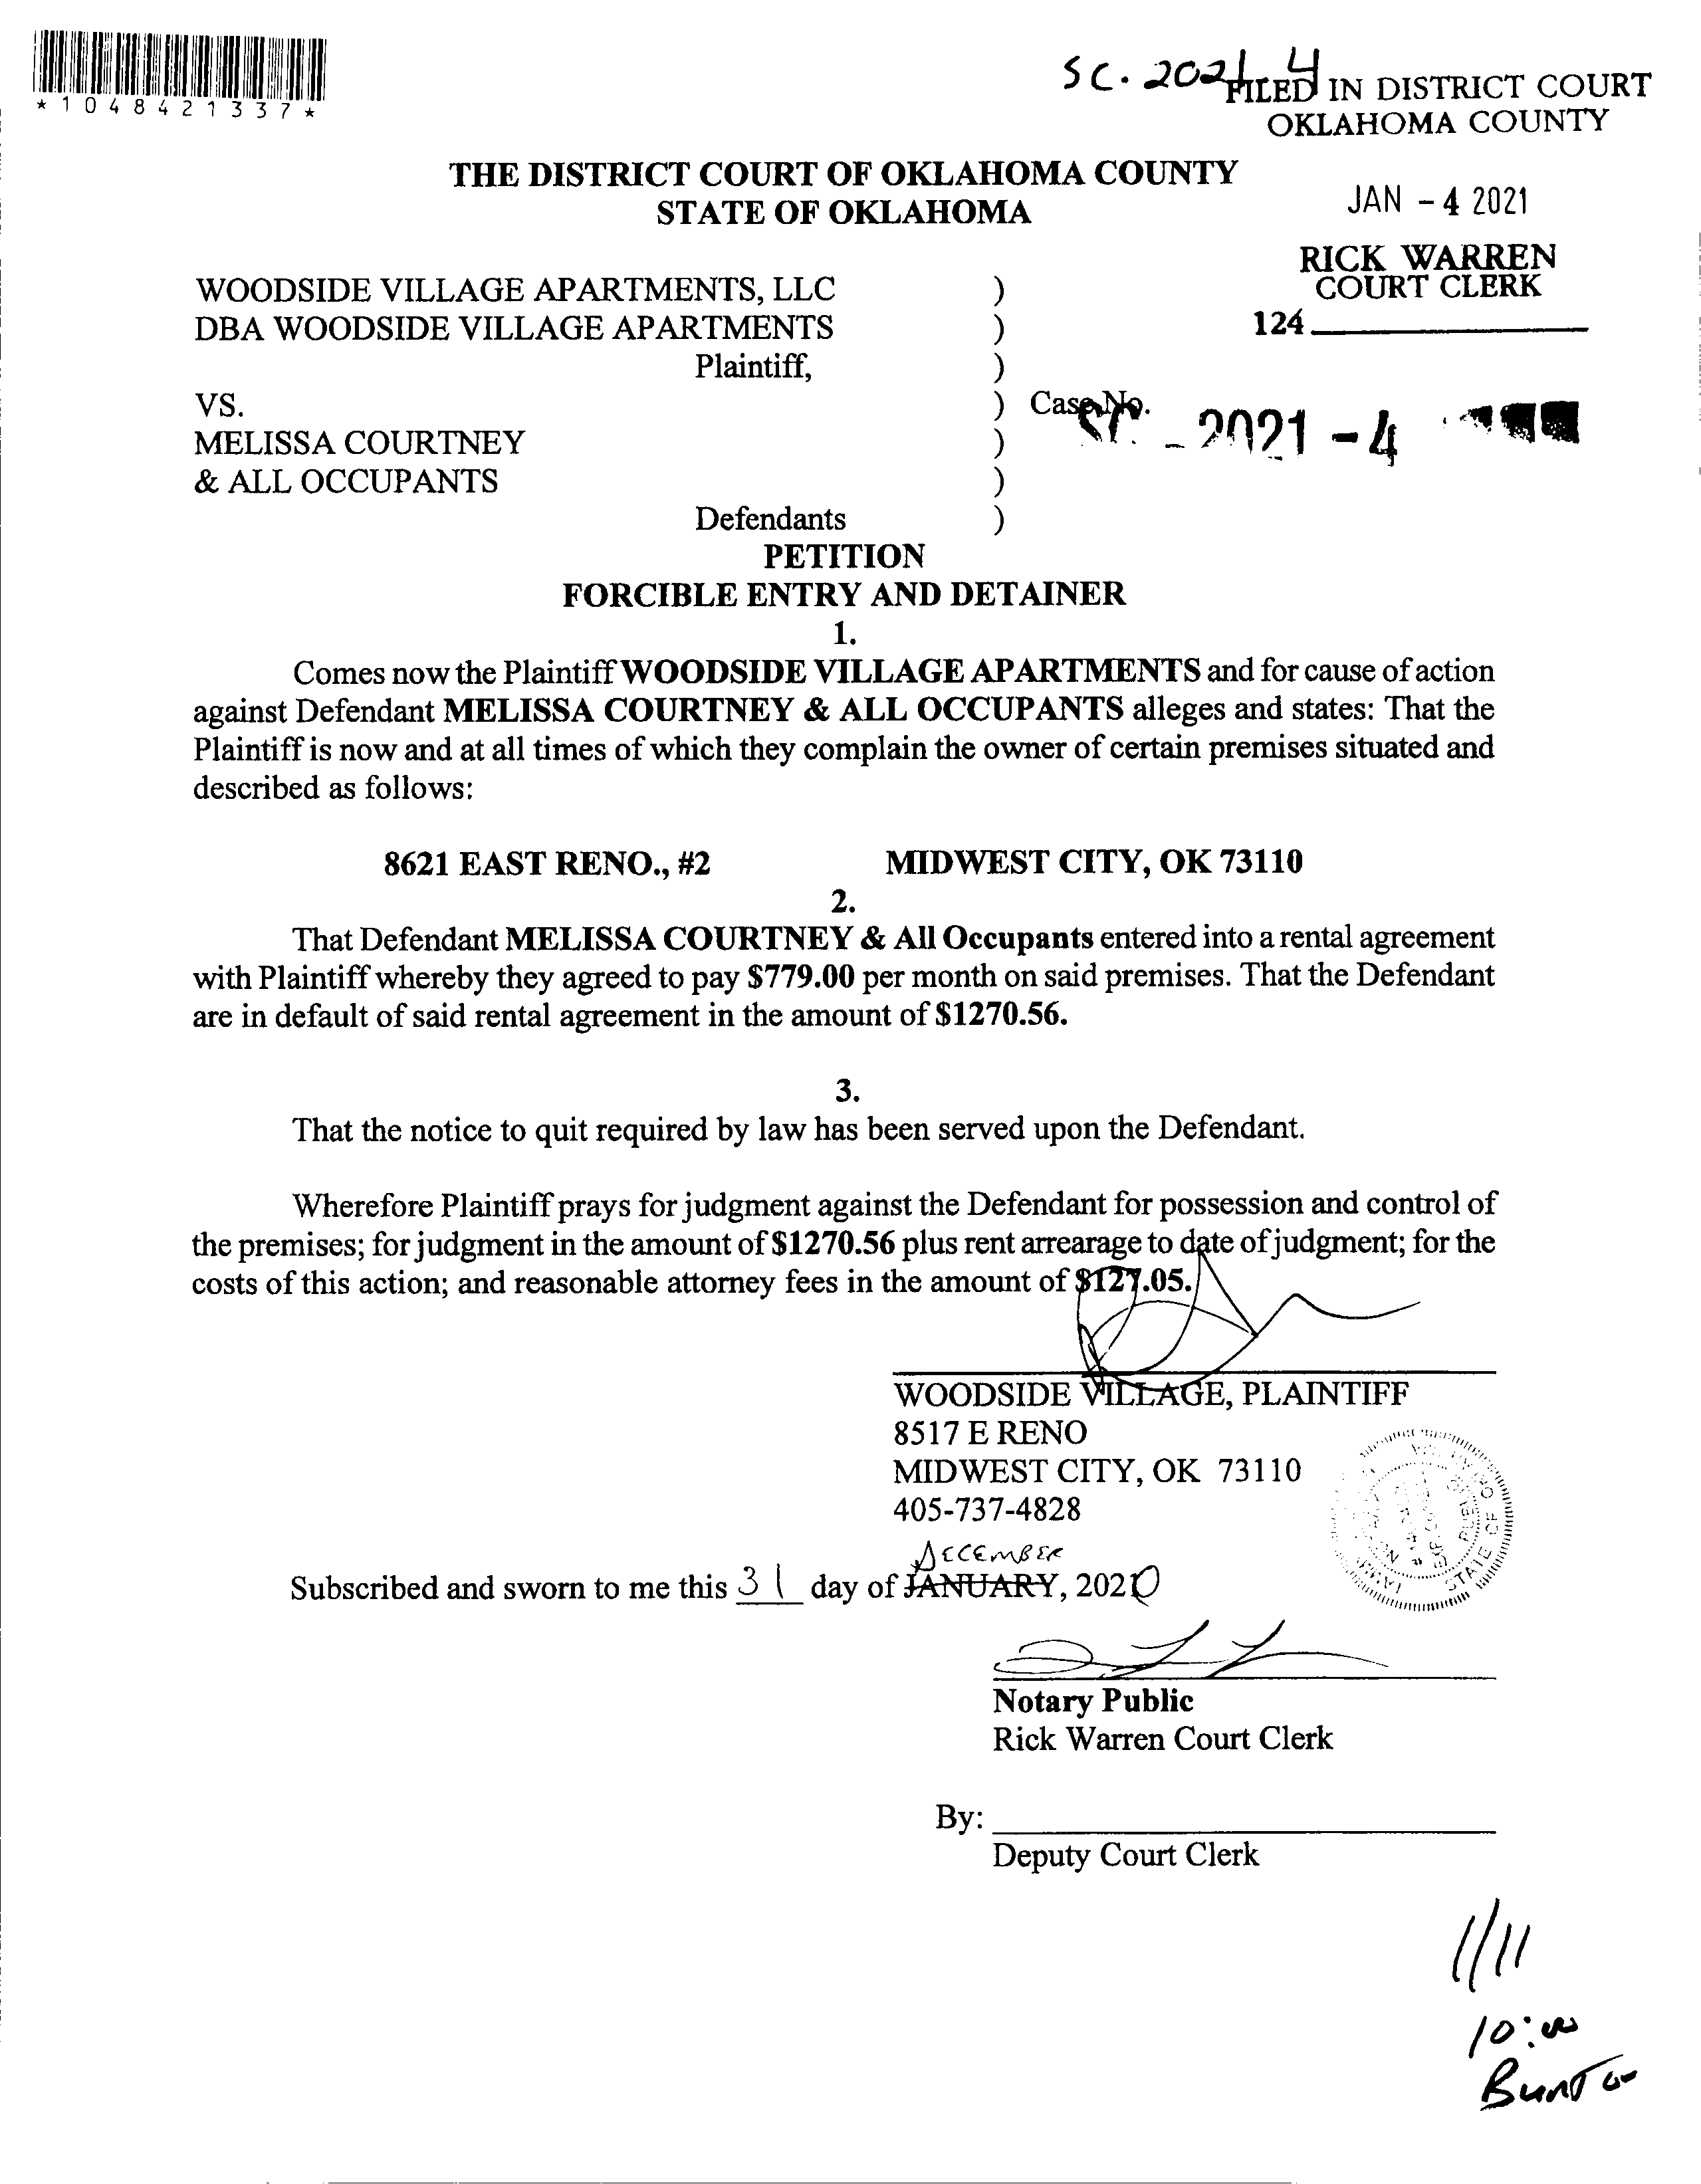 *1048421337*
SC. 2021-4
FILED IN DISTRICT COURT
OKLAHOMA COUNTY
THE DISTRICT COURT OF OKLAHOMA COUNTY
STATE OF OKLAHOMA
JAN -4 2021
RICK WARREN
COURT CLERK
124
WOODSIDE VILLAGE APARTMENTS, LLC )
DBA WOODSIDE VILLAGE APARTMENTS )
Plaintiff, )
VS. ) Case No. SC - 2021 - 4
MELISSA COURTNEY )
& ALL OCCUPANTS )
Defendants )
PETITION
FORCIBLE ENTRY AND DETAINER
1.
Comes now the Plaintiff WOODSIDE VILLAGE APARTMENTS and for cause of action
against Defendant MELISSA COURTNEY & ALL OCCUPANTS alleges and states: That the
Plaintiff is now and at all times of which they complain the owner of certain premises situated and
described as follows:
8621 EAST RENO., #2 MIDWEST CITY, OK 73110
2.
That Defendant MELISSA COURTNEY & All Occupants entered into a rental agreement
with Plaintiff whereby they agreed to pay $779.00 per month on said premises. That the Defendant
are in default of said rental agreement in the amount of $1270.56.
3.
That the notice to quit required by law has been served upon the Defendant.
Wherefore Plaintiff prays for judgment against the Defendant for possession and control of
the premises; for judgment in the amount of $1270.56 plus rent arrearage to date of judgment; for the
costs of this action; and reasonable attorney fees in the amount of $127.05.
WOODSIDE VILLAGE, PLAINTIFF
8517 E RENO
MIDWEST CITY, OK 73110
405-737-4828
DECEMBER
Subscribed and sworn to me this 31 day of JANUARY, 2020
STATE OF
Notary Public
Rick Warren Court Clerk
By:
Deputy Court Clerk
1/11
10:00